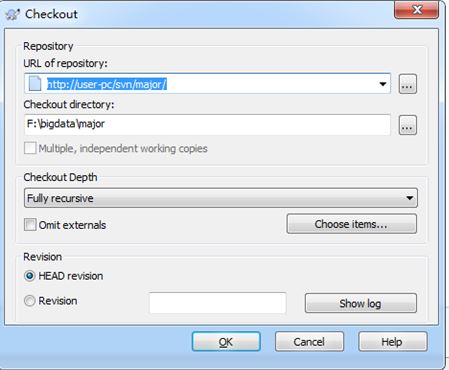 Checkout
Repository
URL of repository:
http://user-pc/svn/major/
...
Checkout directory:
F:\bigdata\major
...
Multiple, independent working copies
Checkout Depth
Fully recursive
Omit externals
Choose items...
Revision
HEAD revision
Revision
Show log
OK
Cancel
Help